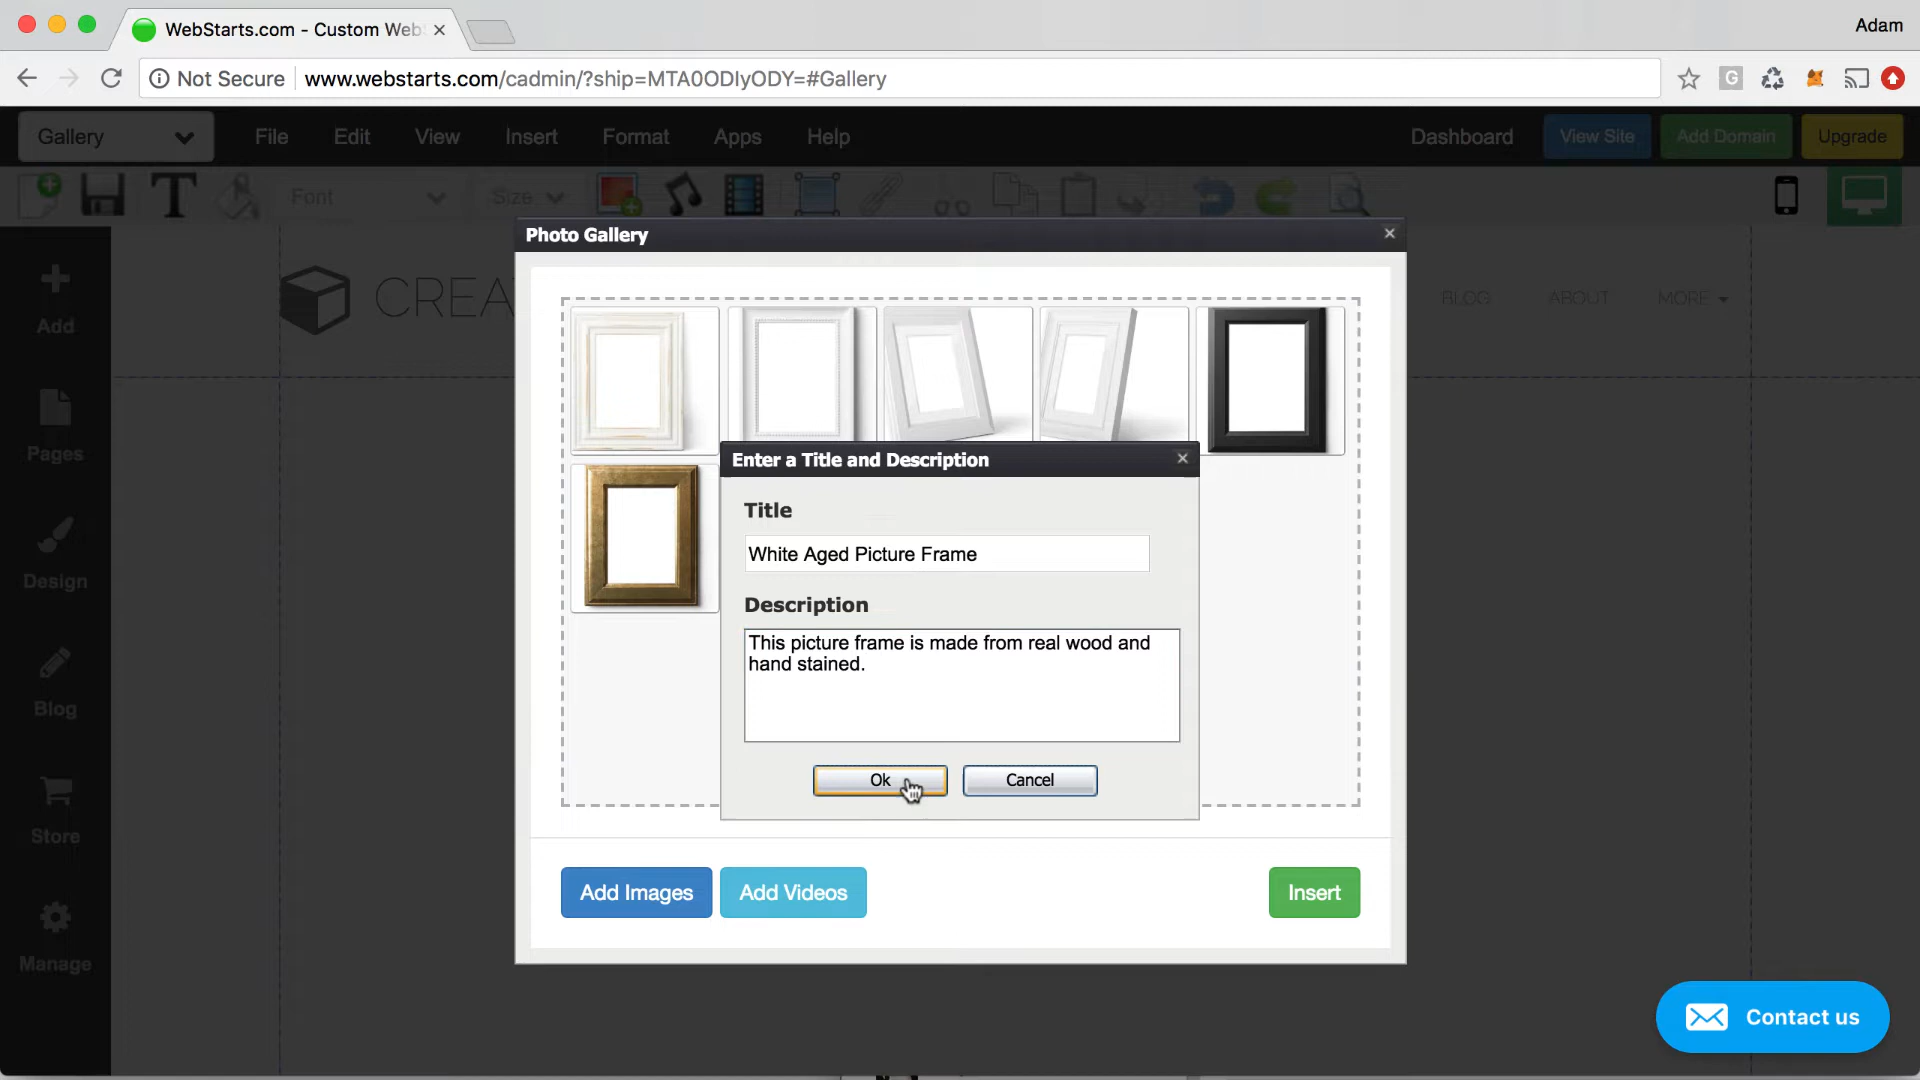 WebStarts.com - Custom Web
Adam
Not Secure
www.webstarts.com/cadmin/?ship=MTA0ODIyODY=#Gallery
G
Gallery
File
Edit
View
Insert
Format
Apps
Help
Dashboard
View Site
Add Domain
Upgrade
T
Font
Size
Photo Gallery
CREA
BLOG
ABOUT
MORE
Add
Pages
Design
Blog
Store
Manage
Enter a Title and Description
Title
White Aged Picture Frame
Description
This picture frame is made from real wood and
hand stained.
Ok
Cancel
Add Images
Add Videos
Insert
Contact us